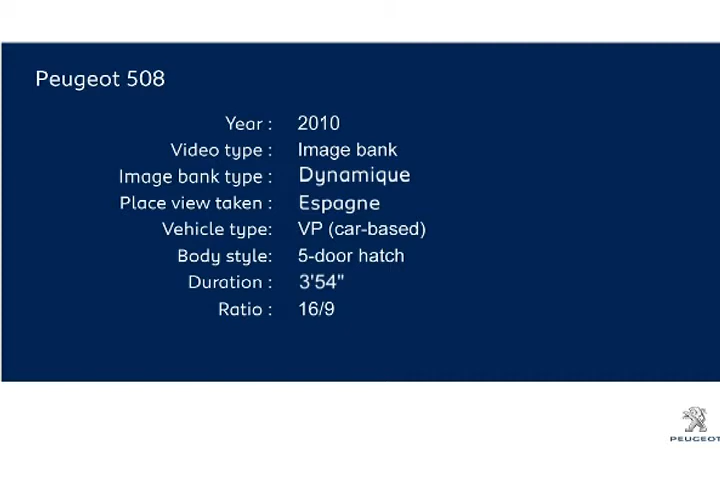 Peugeot 508
Year : 2010
Video type : Image bank
Image bank type : Dynamique
Place view taken : Espagne
Vehicle type: VP (car-based)
Body style: 5-door hatch
Duration : 3'54"
Ratio : 16/9
PEUGEOT